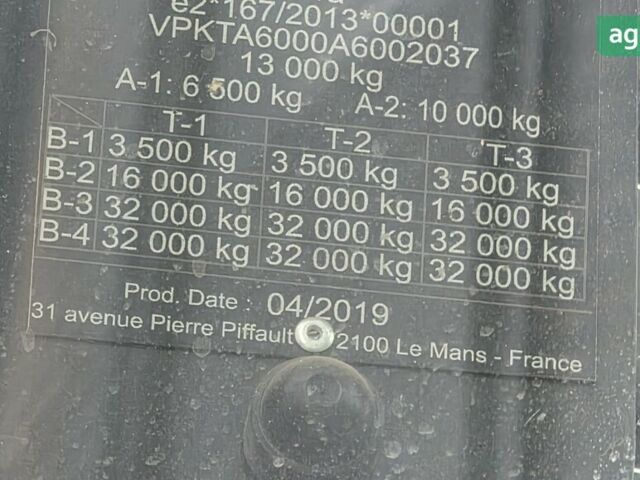 e2*167/2013*00001
VPKTA6000A6002037
13 000 kg
A-1: 6 500 kg A-2: 10 000 kg
T-1 T-2 T-3
B-1 3 500 kg 3 500 kg 3 500 kg
B-2 16 000 kg 16 000 kg 16 000 kg
B-3 32 000 kg 32 000 kg 32 000 kg
B-4 32 000 kg 32 000 kg 32 000 kg
Prod. Date : 04/2019
31 avenue Pierre Piffault 2100 Le Mans - France
ag